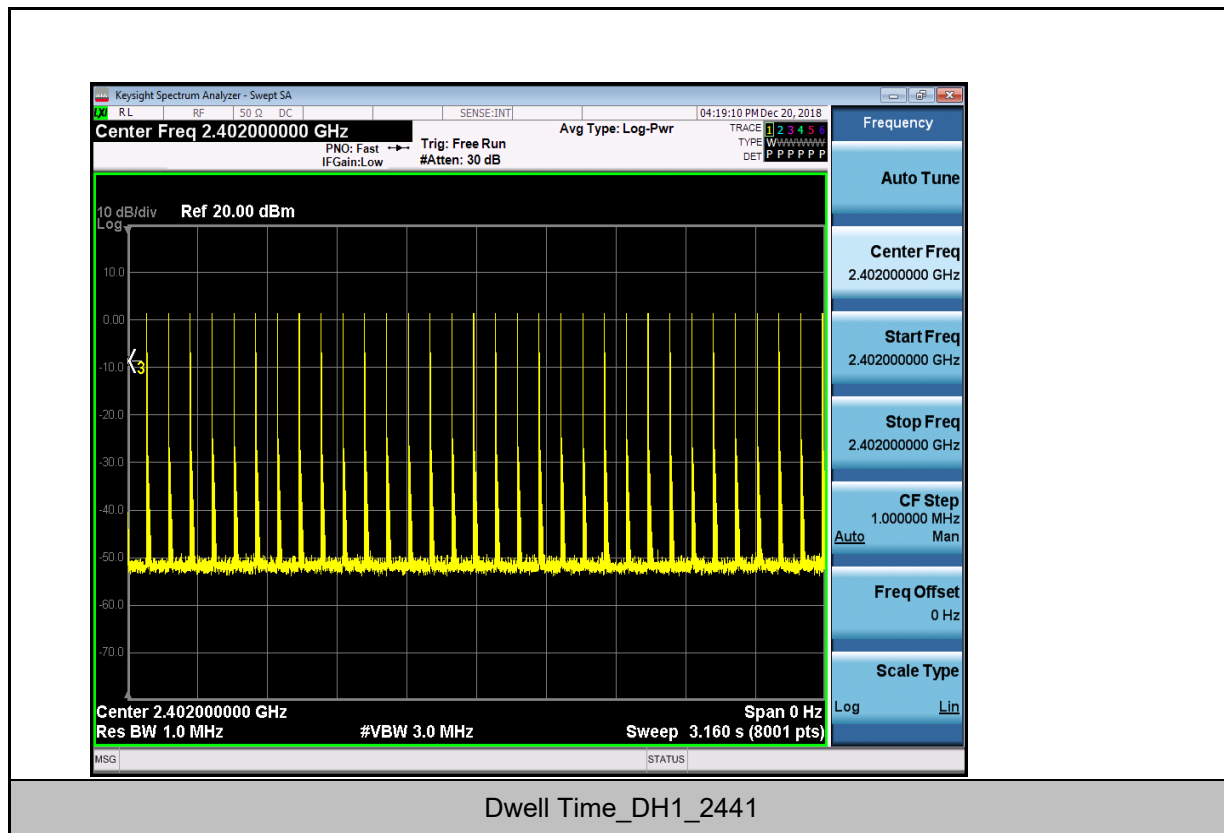 Keysight Spectrum Analyzer - Swept SA
LXI RL RF 50 Ω DC SENSE:INT 04:19:10 PM Dec 20, 2018
Center Freq 2.402000000 GHz
PNO: Fast
IFGain:Low
Trig: Free Run
#Atten: 30 dB
Avg Type: Log-Pwr
TRACE 1 2 3 4 5 6
TYPE WWWWWW
DET P P P P P P
10 dB/div Ref 20.00 dBm
Log
10.0
0.00
-10.0
3
-20.0
-30.0
-40.0
-50.0
-60.0
-70.0
Center 2.402000000 GHz Span 0 Hz
Res BW 1.0 MHz #VBW 3.0 MHz Sweep 3.160 s (8001 pts)
MSG STATUS
Frequency
Auto Tune
Center Freq
2.402000000 GHz
Start Freq
2.402000000 GHz
Stop Freq
2.402000000 GHz
CF Step
1.000000 MHz
Auto Man
Freq Offset
0 Hz
Scale Type
Log Lin
Dwell Time_DH1_2441